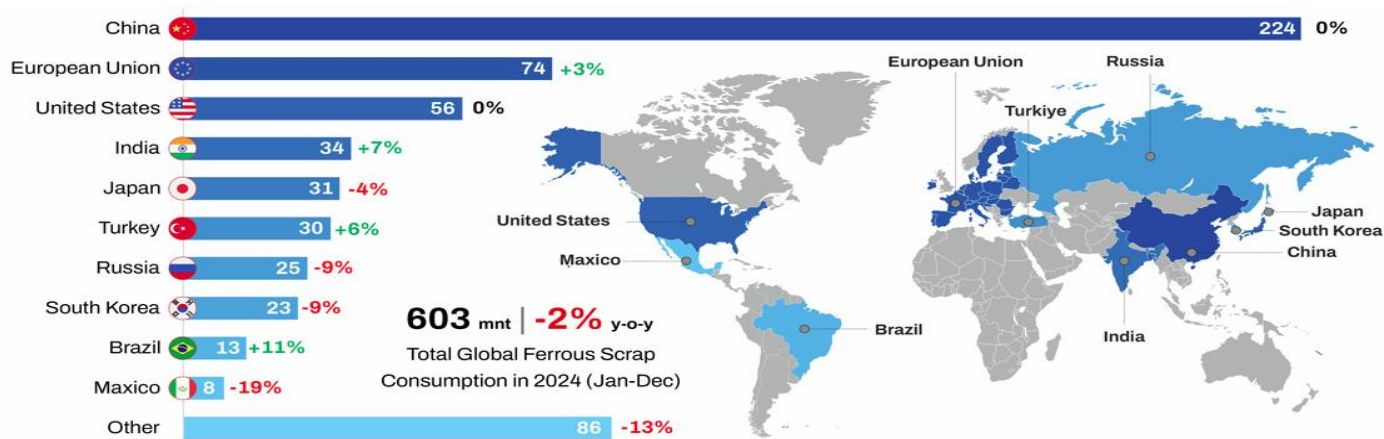 China 224 0%
European Union 74 +3%
United States 56 0%
India 34 +7%
Japan 31 -4%
Turkey 30 +6%
Russia 25 -9%
South Korea 23 -9%
Brazil 13 +11%
Maxico 8 -19%
Other 86 -13%
603 mnt | -2% y-o-y
Total Global Ferrous Scrap
Consumption in 2024 (Jan-Dec)
European Union
Russia
Turkiye
United States
Maxico
Brazil
Japan
South Korea
China
India